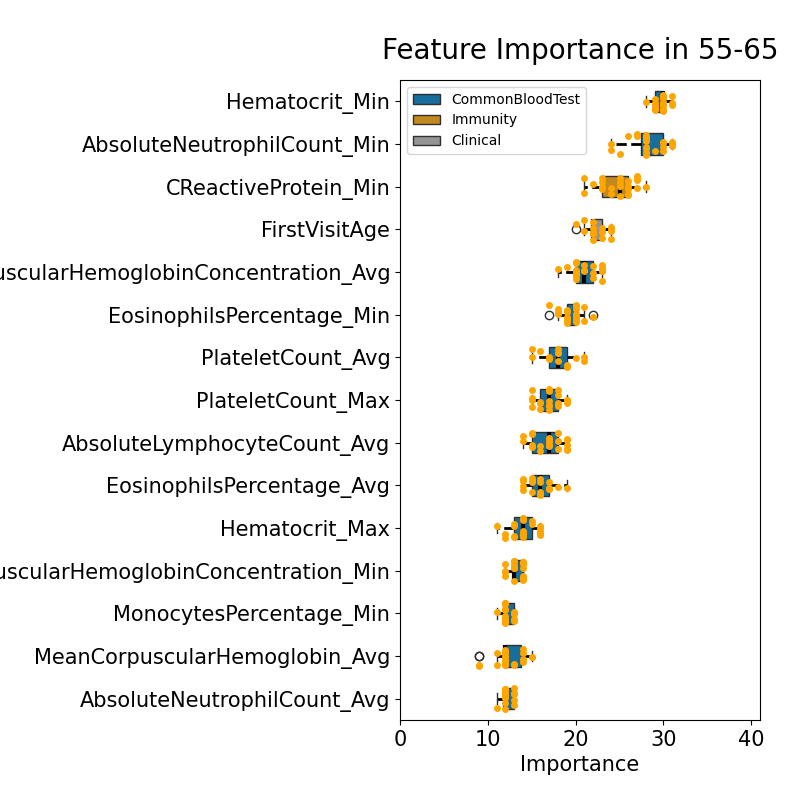 Feature Importance in 55-65
Hematocrit_Min
AbsoluteNeutrophilCount_Min
CReactiveProtein_Min
FirstVisitAge
uscularHemoglobinConcentration_Avg
EosinophilsPercentage_Min
PlateletCount_Avg
PlateletCount_Max
AbsoluteLymphocyteCount_Avg
EosinophilsPercentage_Avg
Hematocrit_Max
uscularHemoglobinConcentration_Min
MonocytesPercentage_Min
MeanCorpuscularHemoglobin_Avg
AbsoluteNeutrophilCount_Avg
CommonBloodTest
Immunity
Clinical
0 10 20 30 40
Importance